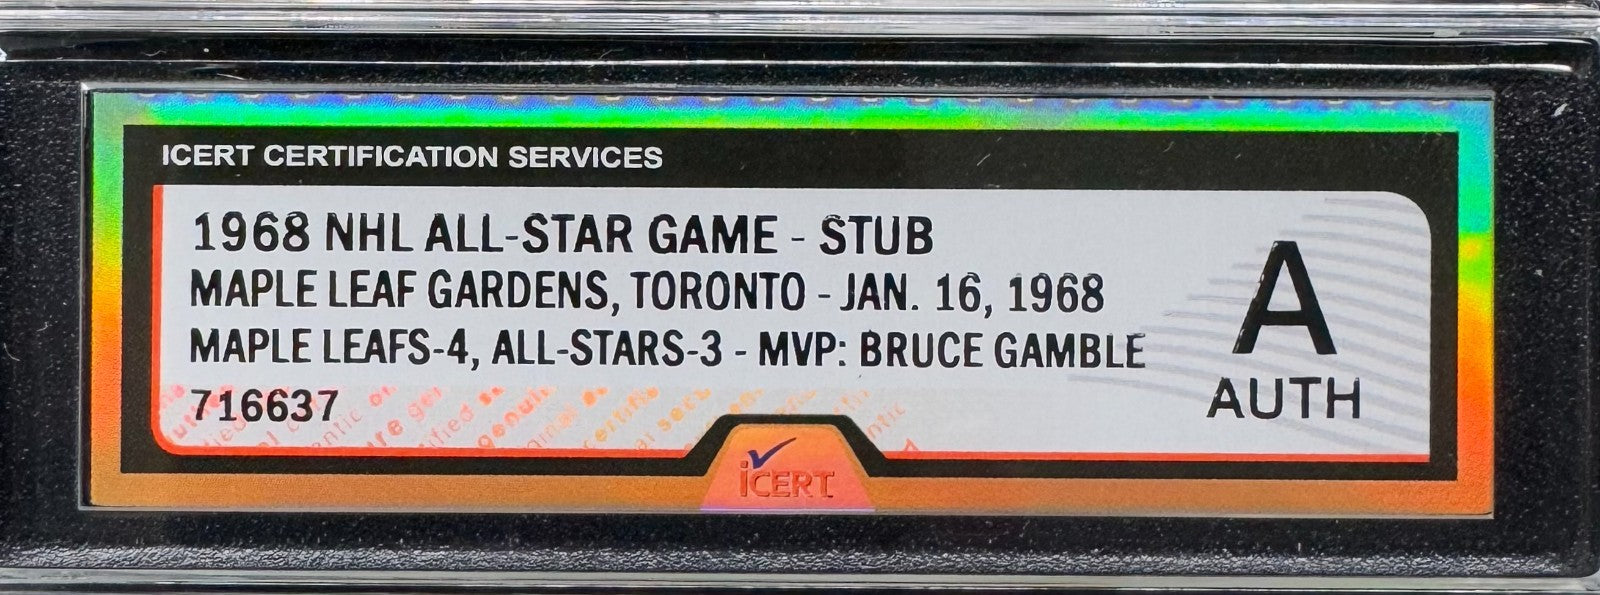 ICERT CERTIFICATION SERVICES
1968 NHL ALL-STAR GAME - STUB
MAPLE LEAF GARDENS, TORONTO - JAN. 16, 1968
MAPLE LEAFS-4, ALL-STARS-3 - MVP: BRUCE GAMBLE
716637
A
AUTH
iCERT